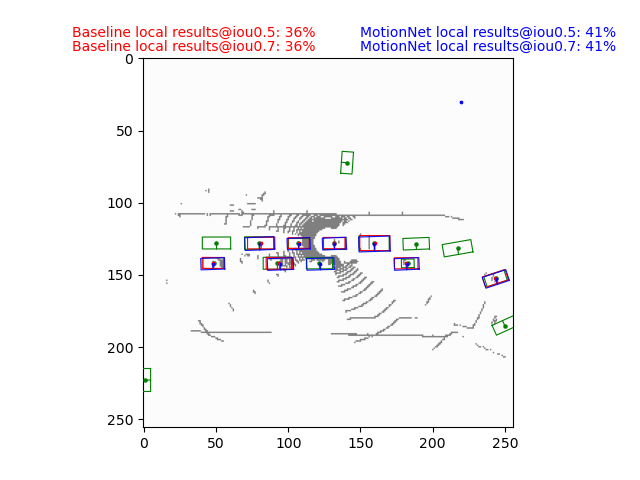 Baseline local results@iou0.5: 36%
MotionNet local results@iou0.5: 41%
Baseline local results@iou0.7: 36%
MotionNet local results@iou0.7: 41%
0
50
100
150
200
250
0 50 100 150 200 250